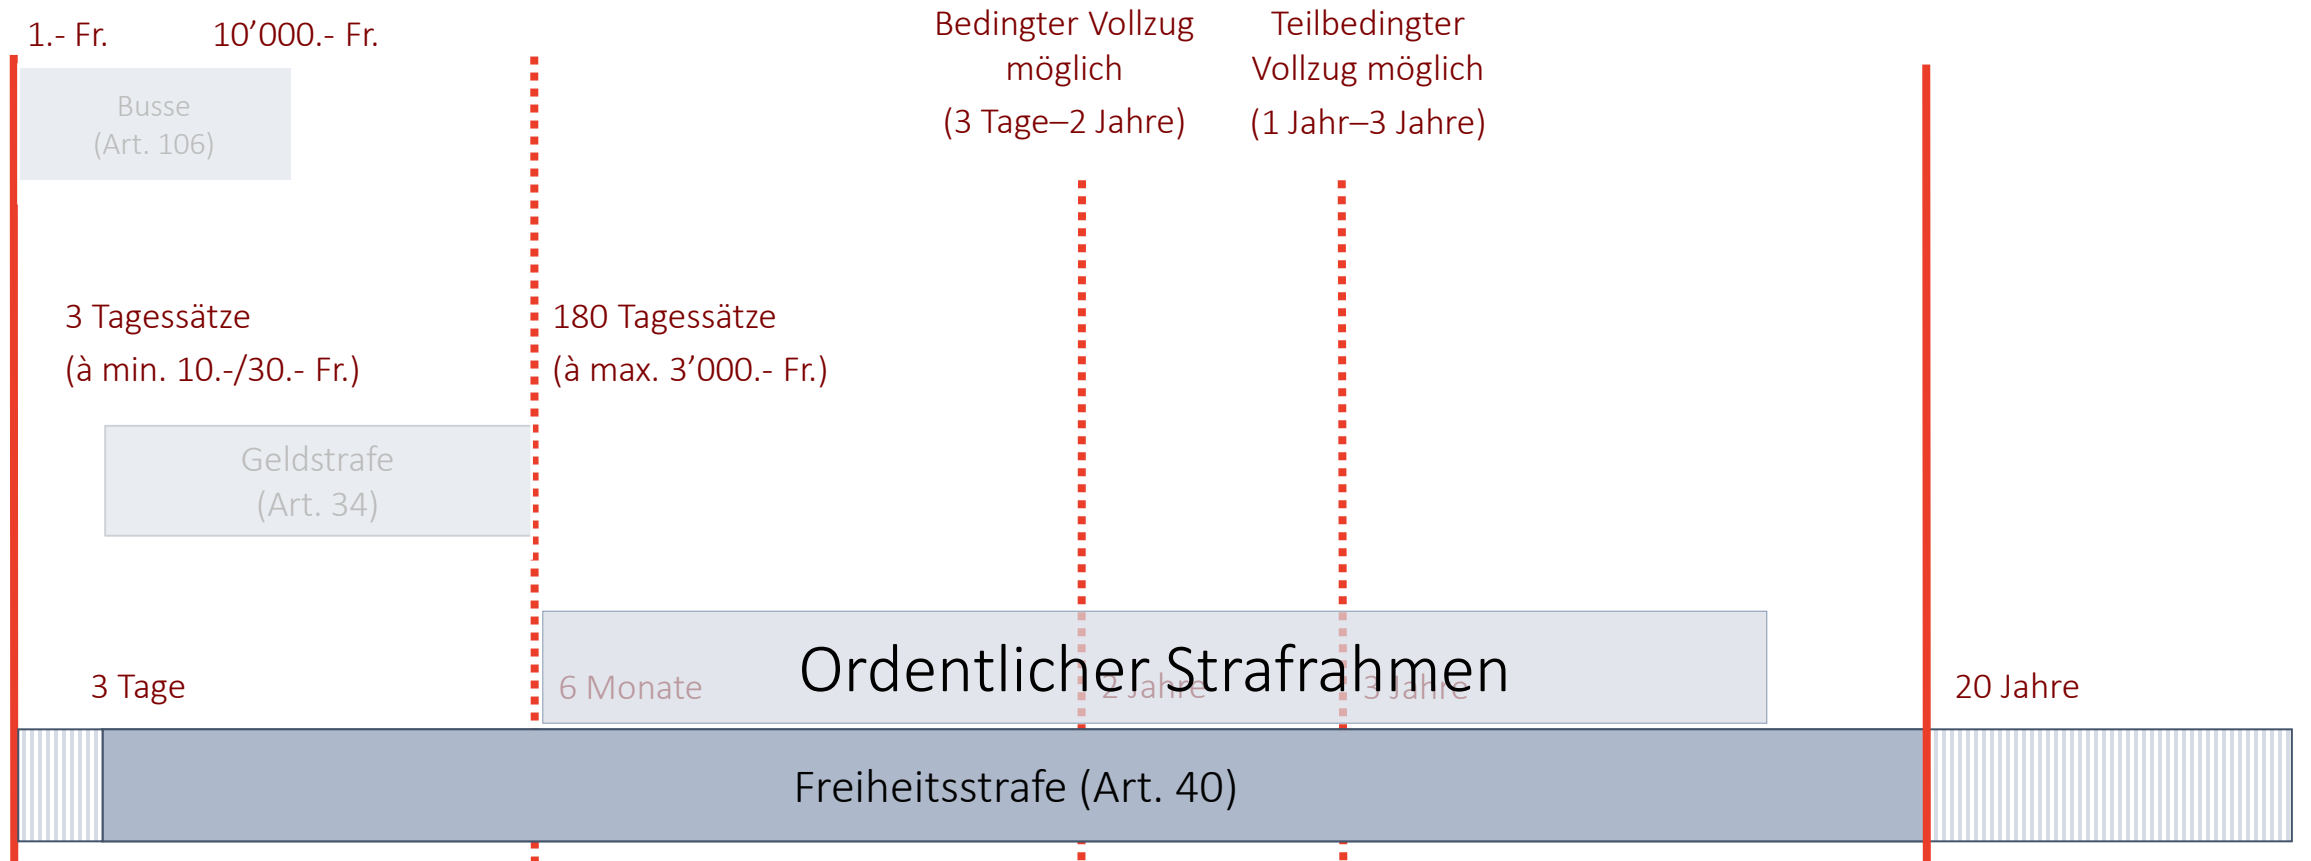 1.- Fr.
10’000.- Fr.
Bedingter Vollzug
möglich
(3 Tage–2 Jahre)
Teilbedingter
Vollzug möglich
(1 Jahr–3 Jahre)
Busse
(Art. 106)
3 Tagessätze
(à min. 10.-/30.- Fr.)
180 Tagessätze
(à max. 3’000.- Fr.)
Geldstrafe
(Art. 34)
Ordentlicher Strafrahmen
3 Tage
6 Monate
2 Jahre
3 Jahre
20 Jahre
Freiheitsstrafe (Art. 40)